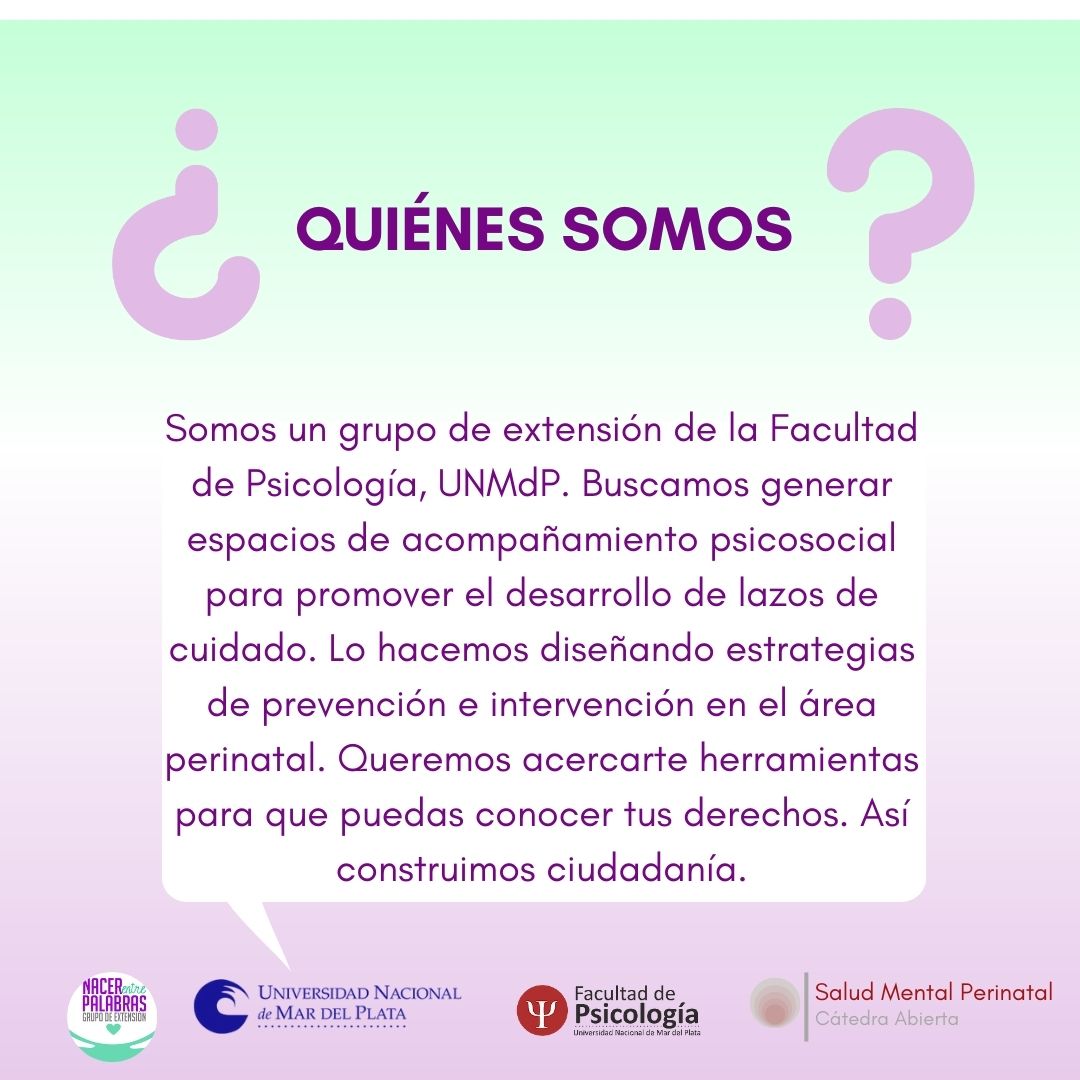 ¿ QUIÉNES SOMOS ?
Somos un grupo de extensión de la Facultad
de Psicología, UNMdP. Buscamos generar
espacios de acompañamiento psicosocial
para promover el desarrollo de lazos de
cuidado. Lo hacemos diseñando estrategias
de prevención e intervención en el área
perinatal. Queremos acercarte herramientas
para que puedas conocer tus derechos. Así
construimos ciudadanía.
NACER entre
PALABRAS
GRUPO DE EXTENSIÓN
UNIVERSIDAD NACIONAL
de MAR DEL PLATA
Ψ
Facultad de
Psicología
Universidad Nacional de Mar del Plata
Salud Mental Perinatal
Cátedra Abierta